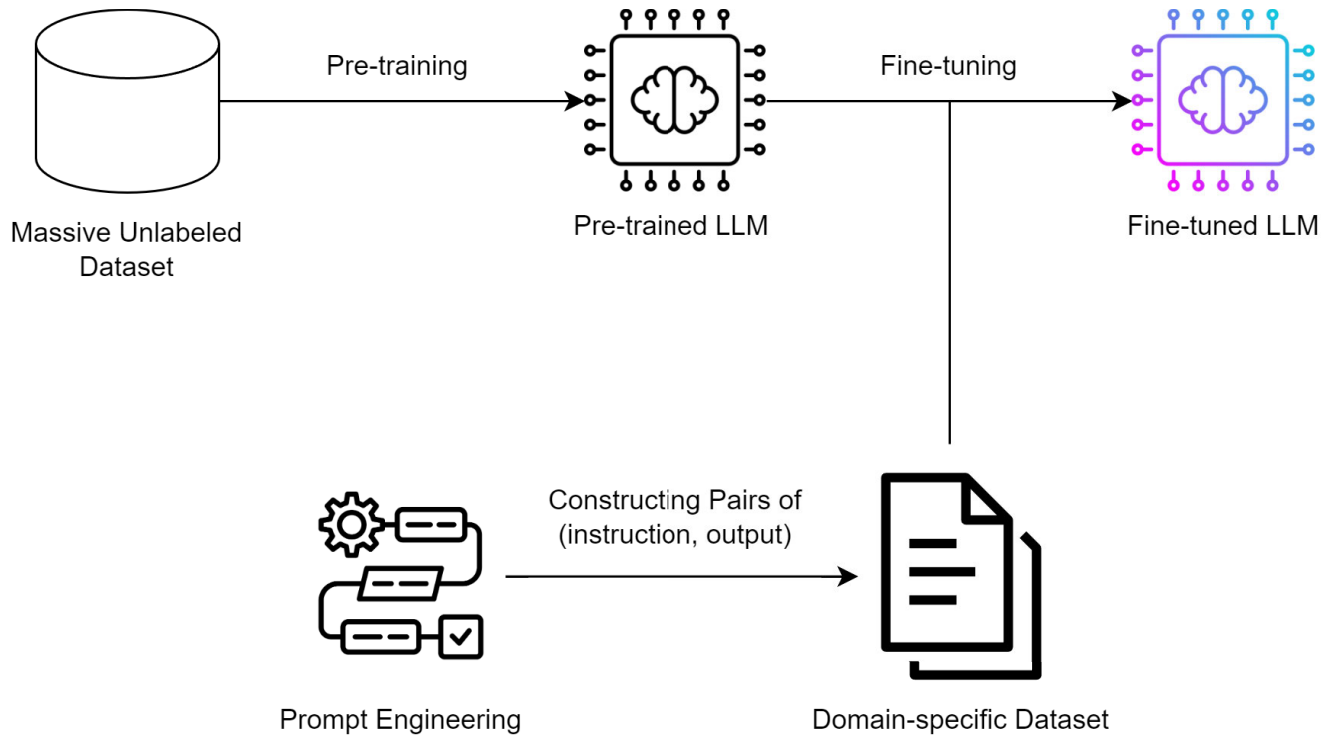 Pre-training
Fine-tuning
Massive Unlabeled
Dataset
Pre-trained LLM
Fine-tuned LLM
Constructing Pairs of
(instruction, output)
Prompt Engineering
Domain-specific Dataset